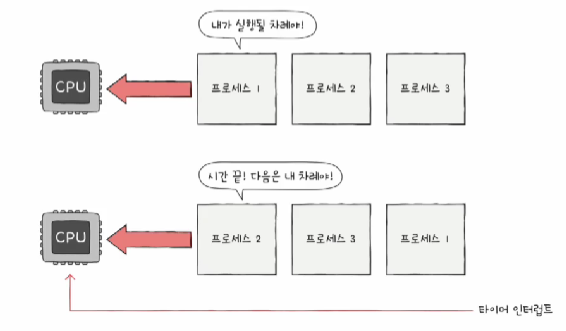 내가 실행될 차례야!
CPU
프로세스 1
프로세스 2
프로세스 3
시간 끝! 다음은 내 차례야!
CPU
프로세스 2
프로세스 3
프로세스 1
타이머 인터럽트